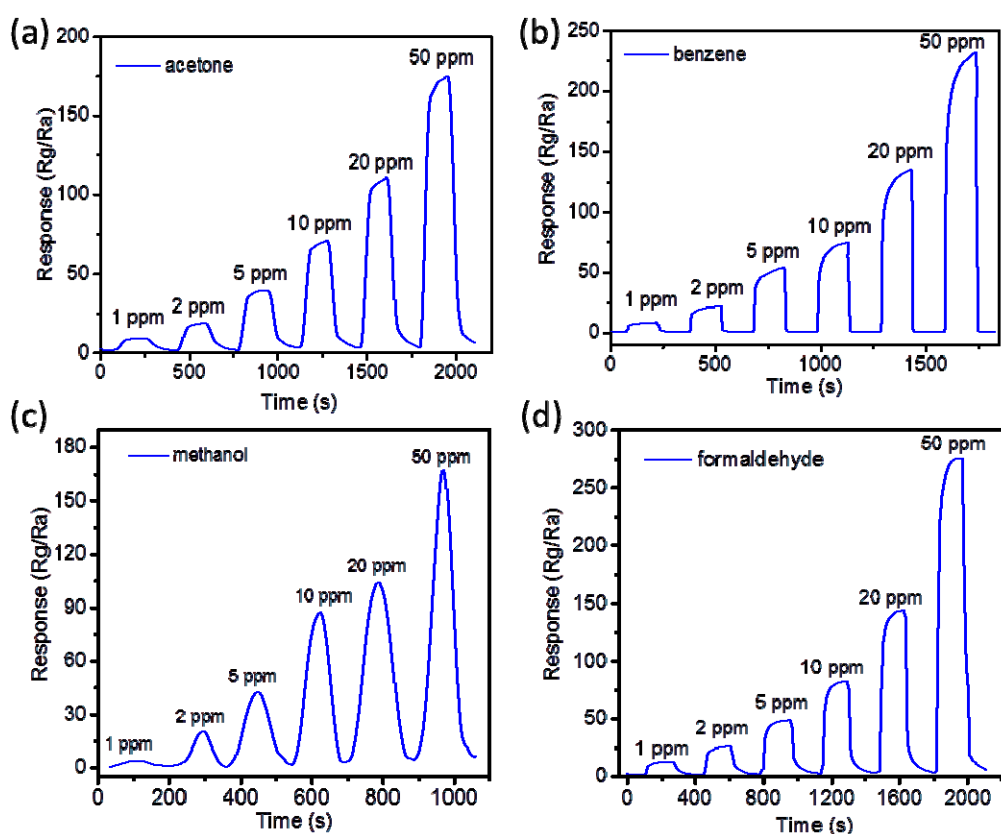 (a)
acetone
1 ppm
2 ppm
5 ppm
10 ppm
20 ppm
50 ppm
Response (Rg/Ra)
0
50
100
150
200
0
500
1000
1500
2000
Time (s)
(b)
benzene
1 ppm
2 ppm
5 ppm
10 ppm
20 ppm
50 ppm
Response (Rg/Ra)
0
50
100
150
200
250
0
500
1000
1500
Time (s)
(c)
methanol
1 ppm
2 ppm
5 ppm
10 ppm
20 ppm
50 ppm
Response (Rg/Ra)
0
30
60
90
120
150
180
0
200
400
600
800
1000
Time (s)
(d)
formaldehyde
1 ppm
2 ppm
5 ppm
10 ppm
20 ppm
50 ppm
Response (Rg/Ra)
0
50
100
150
200
250
300
0
400
800
1200
1600
2000
Time (s)